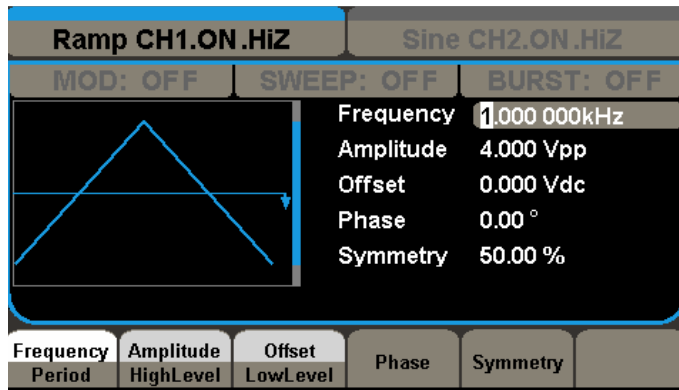 Ramp CH1.ON.HiZ
Sine CH2.ON.HiZ
MOD: OFF
SWEEP: OFF
BURST: OFF
Frequency 1.000 000kHz
Amplitude 4.000 Vpp
Offset 0.000 Vdc
Phase 0.00 °
Symmetry 50.00 %
Frequency
Period
Amplitude
HighLevel
Offset
LowLevel
Phase
Symmetry